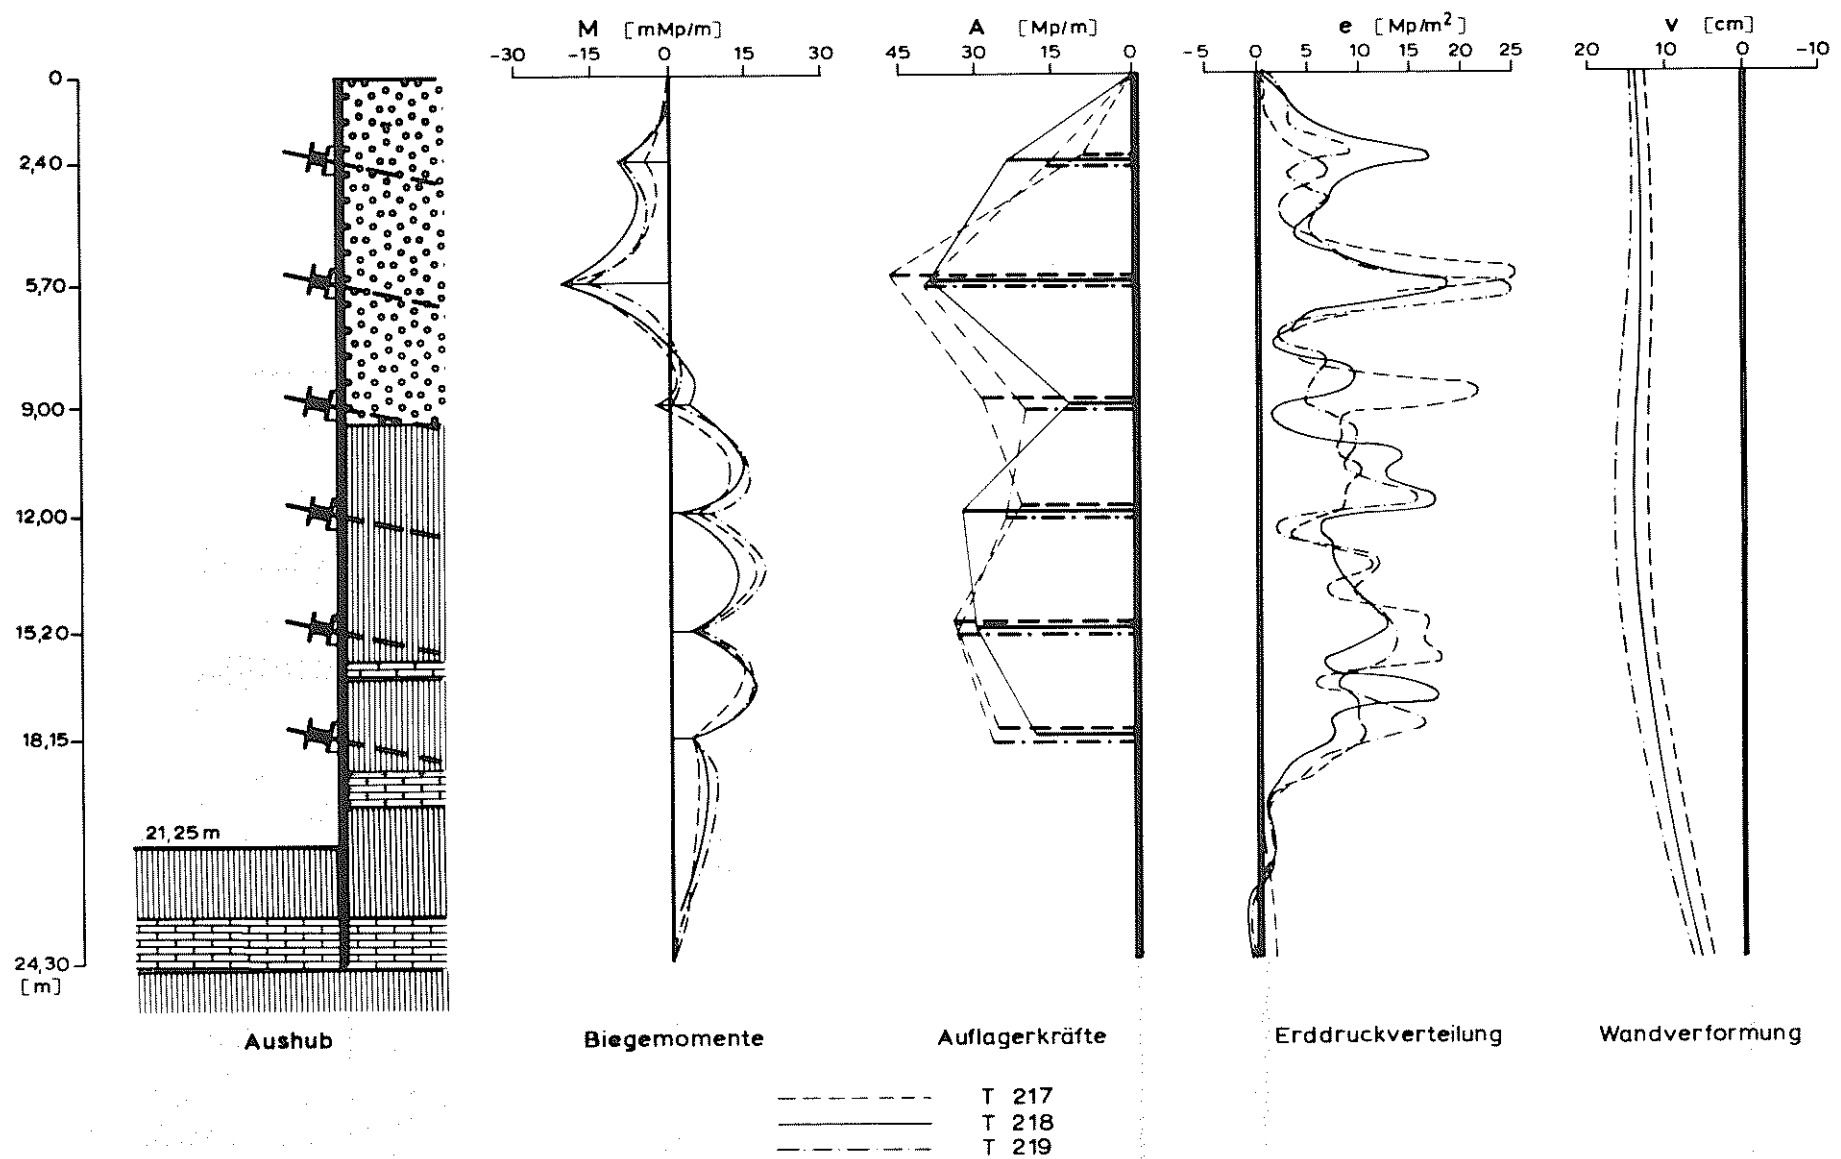 M [mMp/m]
-30 -15 0 15 30
A [Mp/m]
45 30 15 0
e [Mp/m²]
-5 0 5 10 15 20 25
v [cm]
20 10 0 -10
0
2,40
5,70
9,00
12,00
15,20
18,15
21,25 m
24,30
[m]
Aushub
Biegemomente
Auflagerkräfte
Erddruckverteilung
Wandverformung
T 217
T 218
T 219